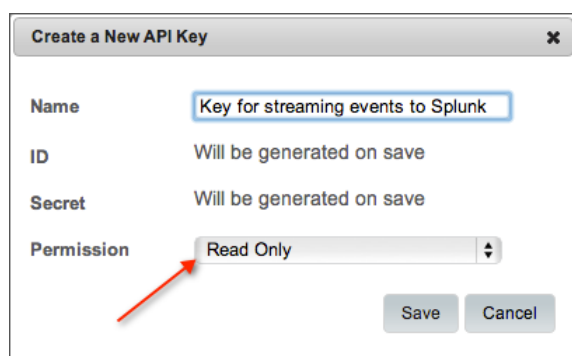 Create a New API Key
Name Key for streaming events to Splunk
ID Will be generated on save
Secret Will be generated on save
Permission Read Only
Save Cancel